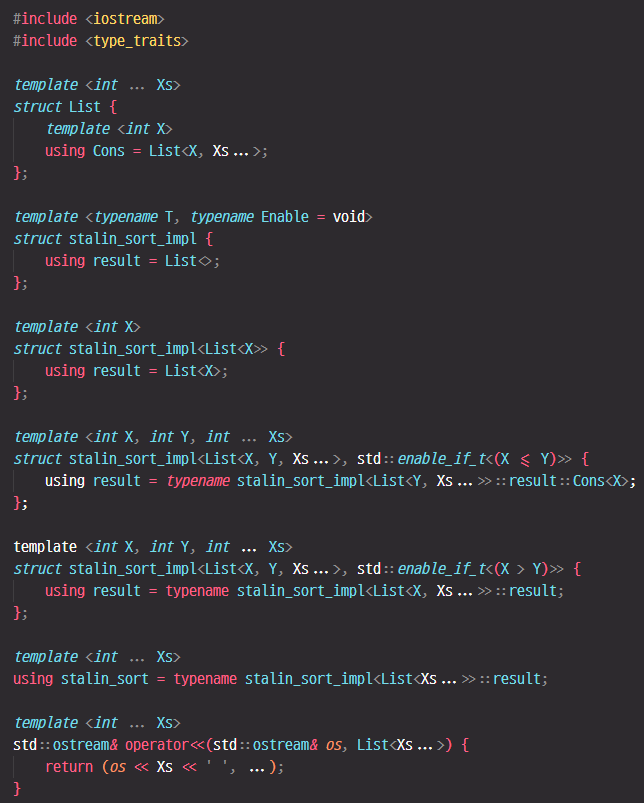 #include <iostream>
#include <type_traits>
template <int ... Xs>
struct List {
template <int X>
using Cons = List<X, Xs...>;
};
template <typename T, typename Enable = void>
struct stalin_sort_impl {
using result = List<>;
};
template <int X>
struct stalin_sort_impl<List<X>> {
using result = List<X>;
};
template <int X, int Y, int ... Xs>
struct stalin_sort_impl<List<X, Y, Xs...>, std::enable_if_t<(X <= Y)>> {
using result = typename stalin_sort_impl<List<Y, Xs...>>::result::Cons<X>;
};
template <int X, int Y, int ... Xs>
struct stalin_sort_impl<List<X, Y, Xs...>, std::enable_if_t<(X > Y)>> {
using result = typename stalin_sort_impl<List<X, Xs...>>::result;
};
template <int ... Xs>
using stalin_sort = typename stalin_sort_impl<List<Xs...>>::result;
template <int ... Xs>
std::ostream& operator<<(std::ostream& os, List<Xs...>) {
return (os << Xs << ' ', ...);
}